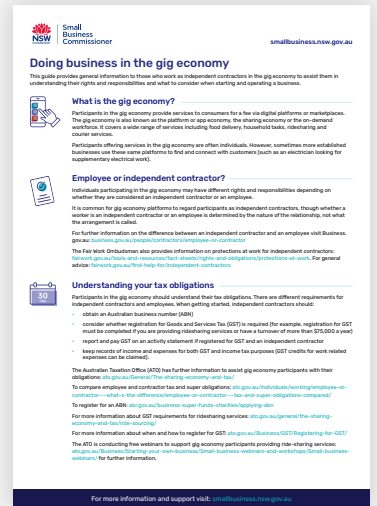 NSW
GOVERNMENT
Small
Business
Commissioner
smallbusiness.nsw.gov.au
Doing business in the gig economy
This guide provides general information to those who work as independent contractors in the gig economy to assist them in
understanding their rights and responsibilities and what to consider when starting and operating a business.
What is the gig economy?
Participants in the gig economy provide services to consumers for a fee via digital platforms or marketplaces.
The gig economy is also known as the platform or app economy, the sharing economy or the on-demand
workforce. It covers a wide range of services including food delivery, household tasks, ridesharing and
courier services.
Participants offering services in the gig economy are often individuals. However, sometimes more established
businesses use these same platforms to find and connect with customers [such as an electrician looking for
supplementary electrical work].
Employee or independent contractor?
Individuals participating in the gig economy may have different rights and responsibilities depending on
whether they are considered an independent contractor or an employee.
It is common for gig economy platforms to regard participants as independent contractors, though whether a
worker is an independent contractor or an employee is determined by the nature of the relationship, not what
the arrangement is called.
For further information on the difference between an independent contractor and an employee visit Business.
gov.au: business.gov.au/people/contractors/employee-or-contractor
The Fair Work Ombudsman also provides information on protections at work for independent contractors:
fairwork.gov.au/tools-and-resources/fact-sheets/rights-and-obligations/protections-at-work. For general
advice: fairwork.gov.au/find-help-for/independent-contractors
30
Understanding your tax obligations
Participants in the gig economy should understand their tax obligations. There are different requirements for
independent contractors and employees. When getting started, independent contractors should:
- obtain an Australian business number (ABN)
- consider whether registration for Goods and Services Tax (GST) is required (for example, registration for GST
must be completed if you are providing ridesharing services or have a turnover of more than $75,000 a year)
- report and pay GST on an activity statement if registered for GST and an independent contractor
- keep records of income and expenses for both GST and income tax purposes [GST credits for work related
expenses can be claimed].
The Australian Taxation Office (ATO) has further information to assist gig economy participants with their
obligations: ato.gov.au/General/The-sharing-economy-and-tax/
To compare employee and contractor tax and super obligations: ato.gov.au/individuals/working/employee-or-
contractor---what-s-the-difference/employee-or-contractor---tax-and-super-obligations-compared/
To register for an ABN: abr.gov.au/business-super-funds-charities/applying-abn
For more information about GST requirements for ridesharing services: ato.gov.au/general/the-sharing-
economy-and-tax/ride-sourcing/
For more information about when and how to register for GST: ato.gov.au/Business/GST/Registering-for-GST/
The ATO is conducting free webinars to support gig economy participants providing ride-sharing services:
ato.gov.au/Business/Starting-your-own-business/Small-business-webinars-and-workshops/Small-business-
webinars/ for further information.
For more information and support visit: smallbusiness.nsw.gov.au